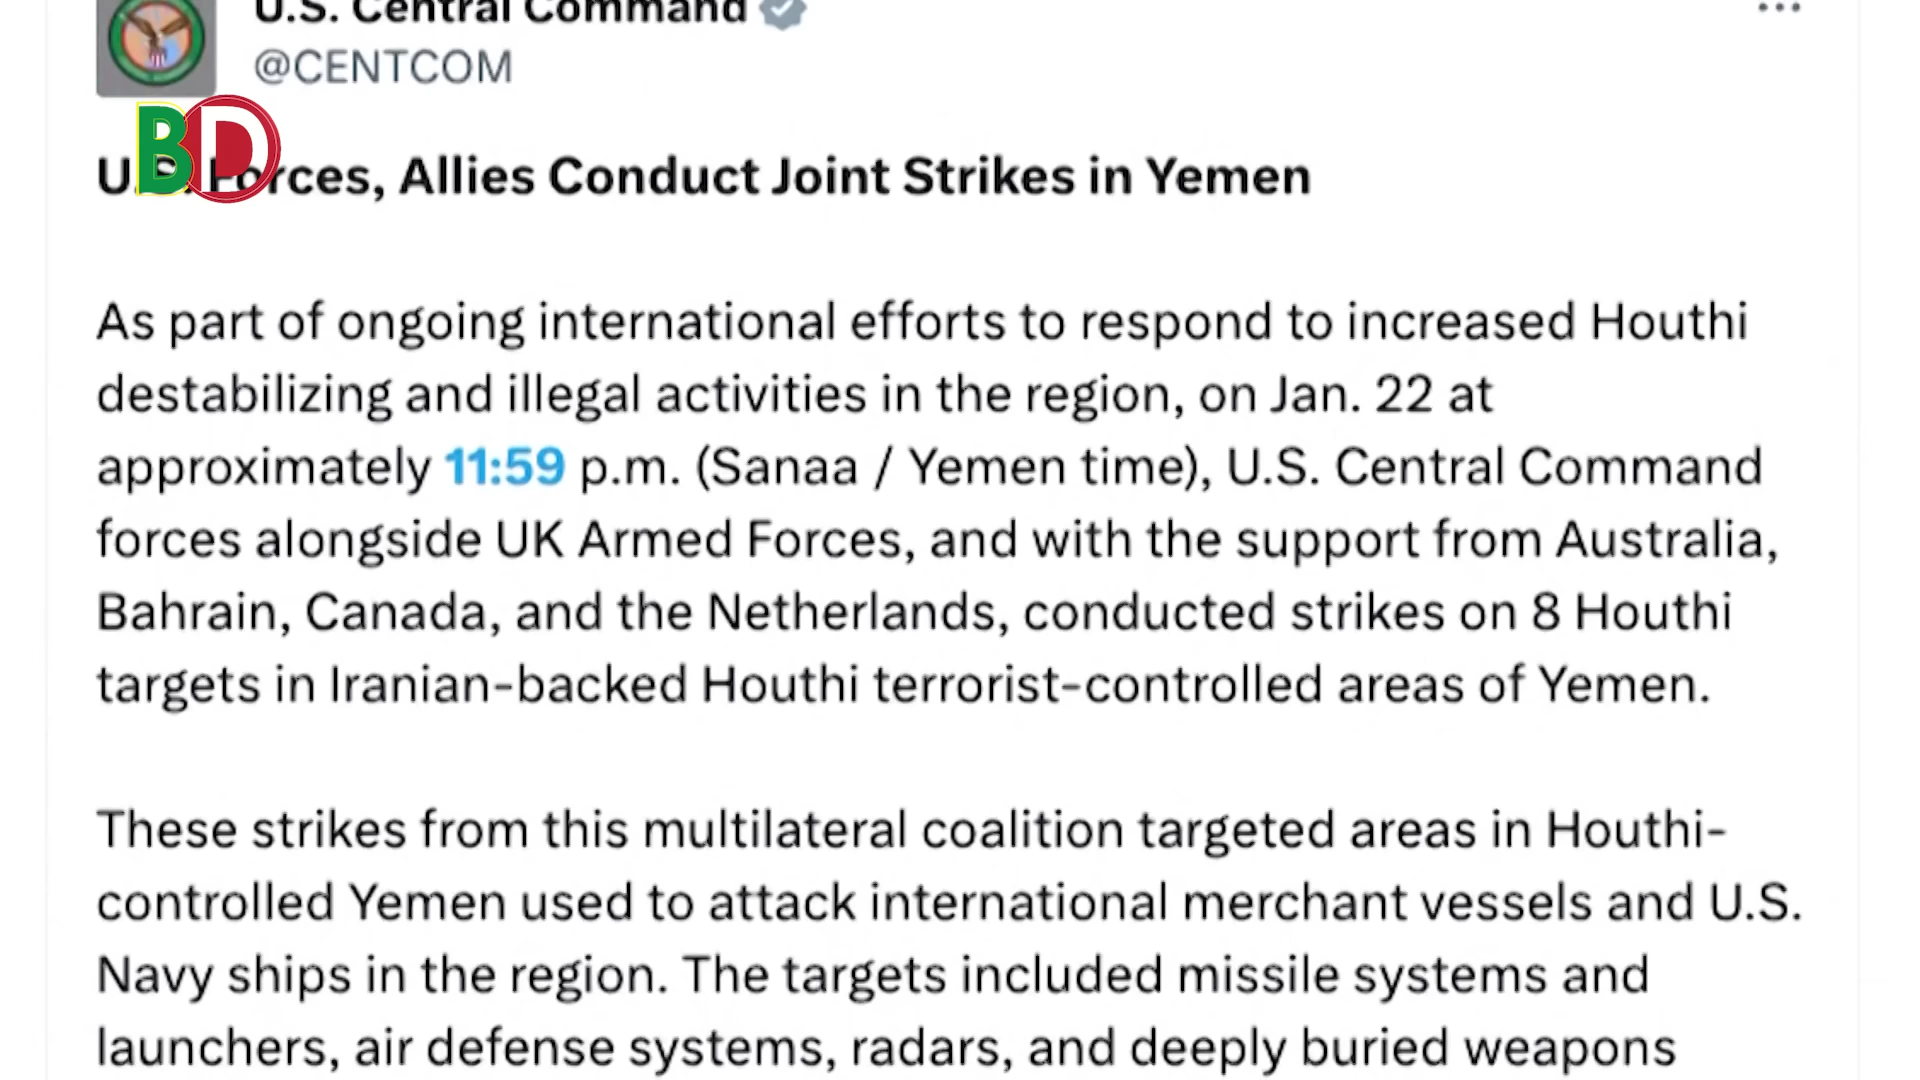 U.S. Central Command
@CENTCOM
BD
U.S. Forces, Allies Conduct Joint Strikes in Yemen
As part of ongoing international efforts to respond to increased Houthi
destabilizing and illegal activities in the region, on Jan. 22 at
approximately 11:59 p.m. (Sanaa / Yemen time), U.S. Central Command
forces alongside UK Armed Forces, and with the support from Australia,
Bahrain, Canada, and the Netherlands, conducted strikes on 8 Houthi
targets in Iranian-backed Houthi terrorist-controlled areas of Yemen.
These strikes from this multilateral coalition targeted areas in Houthi-
controlled Yemen used to attack international merchant vessels and U.S.
Navy ships in the region. The targets included missile systems and
launchers, air defense systems, radars, and deeply buried weapons